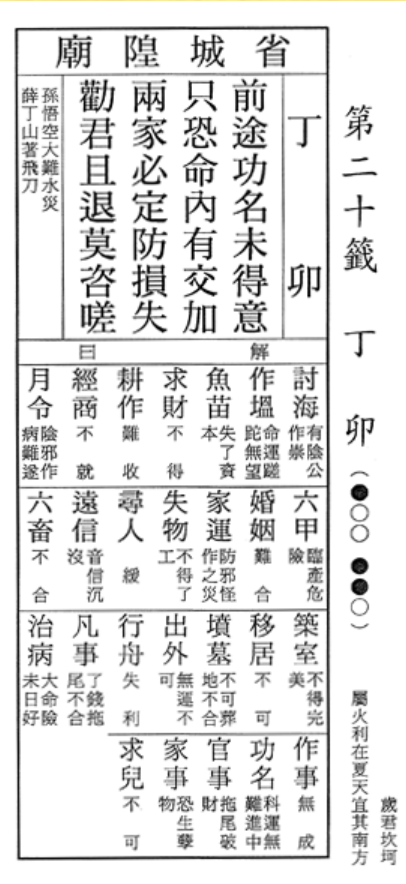 歲君坎坷
第二十籤 丁卯(●○○ ●●○) 屬火利在夏天宜其南方
省城隍廟
丁卯
前途功名未得意
只恐命內有交加
兩家必定防損失
勸君且退莫咨嗟
孫悟空大難水災
薛丁山著飛刀
解曰
討海 有陰公作祟
作塭 命運蹉跎無望
魚苗 失了資本
求財 不得
耕作 難收
經商 不就
月令 陰邪作病難遂
六甲 臨產危險
婚姻 難合
家運 防邪怪作之災
失物 不得了工
尋人 緩
遠信 音信沉沒
六畜 不合
築室 不得完美
移居 不可
墳墓 不可葬地不合
出外 無運不可
行舟 失利
凡事 了錢拖尾不合
治病 大命險未日好
作事 無成
功名 科運無難進中
官事 拖尾破財
家事 恐生孽物
求兒 不可